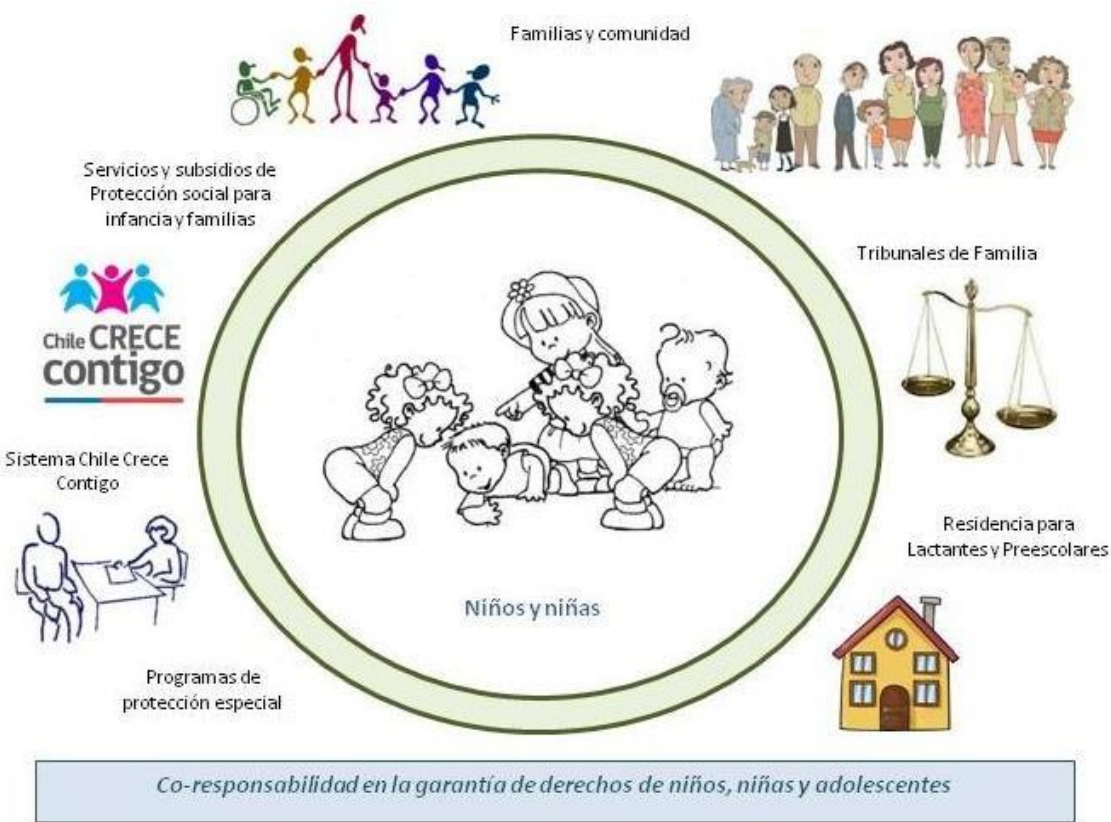 Familias y comunidad
Servicios y subsidios de
Protección social para
infancia y familias
Tribunales de Familia
Chile CRECE
contigo
Sistema Chile Crece
Contigo
Residencia para
Lactantes y Preescolares
Niños y niñas
Programas de
protección especial
Co-responsabilidad en la garantía de derechos de niños, niñas y adolescentes